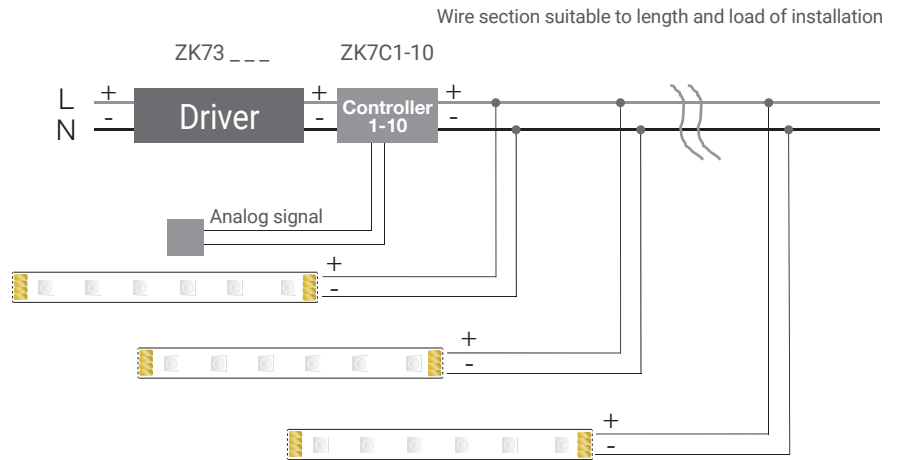 Wire section suitable to length and load of installation
ZK73 _ _ _ ZK7C1-10
L + + +
Driver
Controller
1-10
N - - -
Analog signal
+
-
+
-
+
-